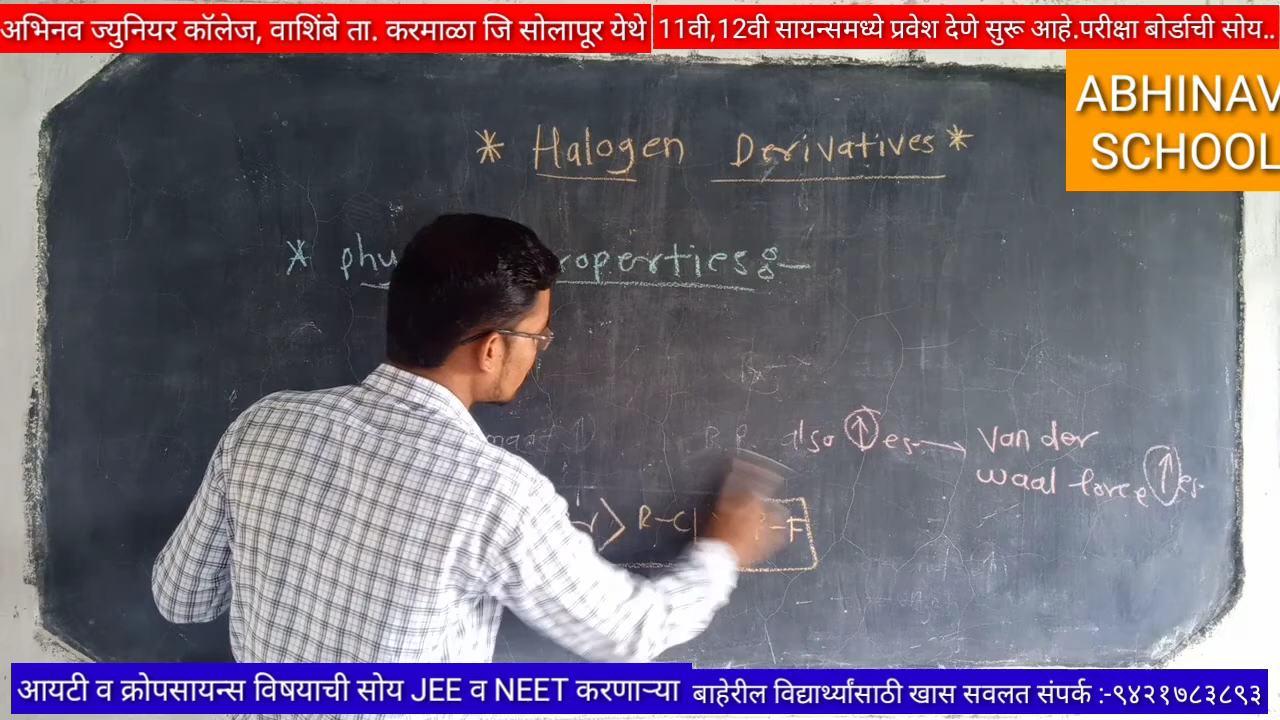 अभिनव ज्युनियर कॉलेज, वाशिंबे ता. करमाळा जि सोलापूर येथे
11वी,12वी सायन्समध्ये प्रवेश देणे सुरू आहे.परीक्षा बोर्डाची सोय..
ABHINAV
SCHOOL
* Halogen Derivatives *
* phy roperties :-
B.P. also ↑ es → Van der
waal force ↑ es.
> R-Cl R-F
आयटी व क्रोपसायन्स विषयाची सोय JEE व NEET करणाऱ्या
बाहेरील विद्यार्थ्यांसाठी खास सवलत संपर्क :-९४२१७८३८९३